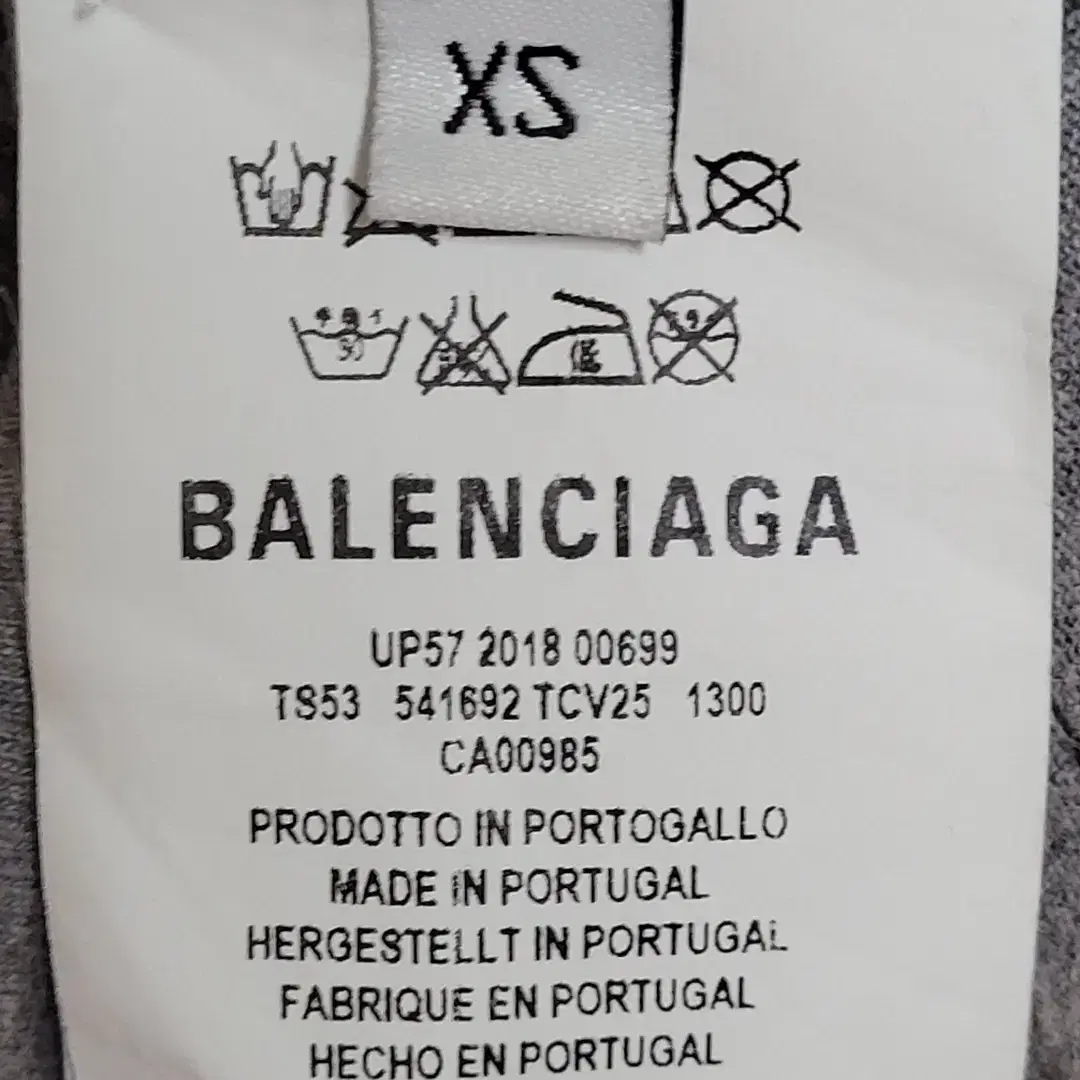 XS
BALENCIAGA
UP57 2018 00699
TS53 541692 TCV25 1300
CA00985
PRODOTTO IN PORTOGALLO
MADE IN PORTUGAL
HERGESTELLT IN PORTUGAL
FABRIQUE EN PORTUGAL
HECHO EN PORTUGAL